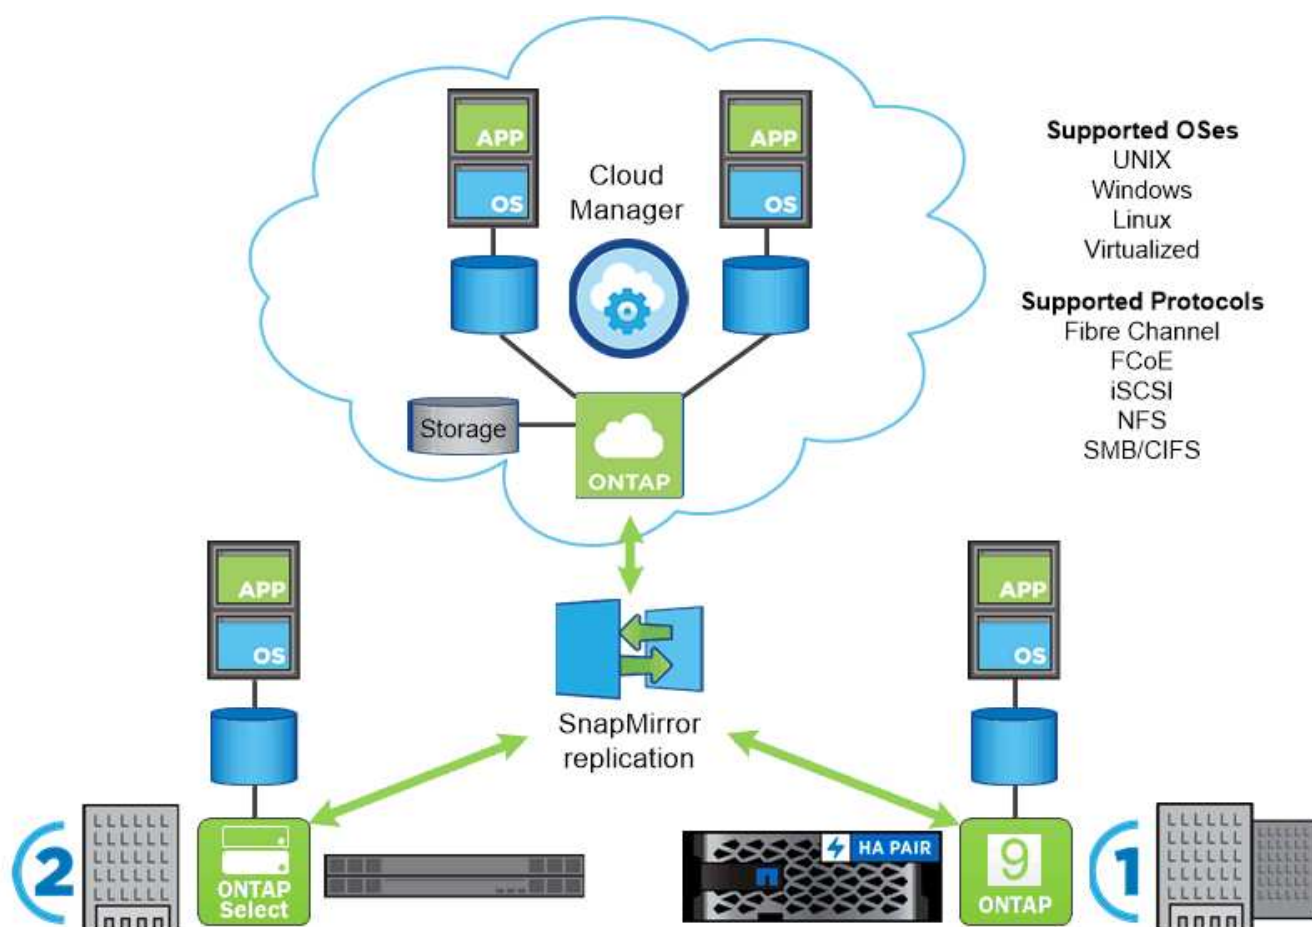 APP
OS
Cloud
Manager
APP
OS
Supported OSes
UNIX
Windows
Linux
Virtualized
Supported Protocols
Fibre Channel
FCoE
iSCSI
NFS
SMB/CIFS
Storage
ONTAP
APP
OS
SnapMirror
replication
APP
OS
2
ONTAP
Select
HA PAIR
9
ONTAP
1